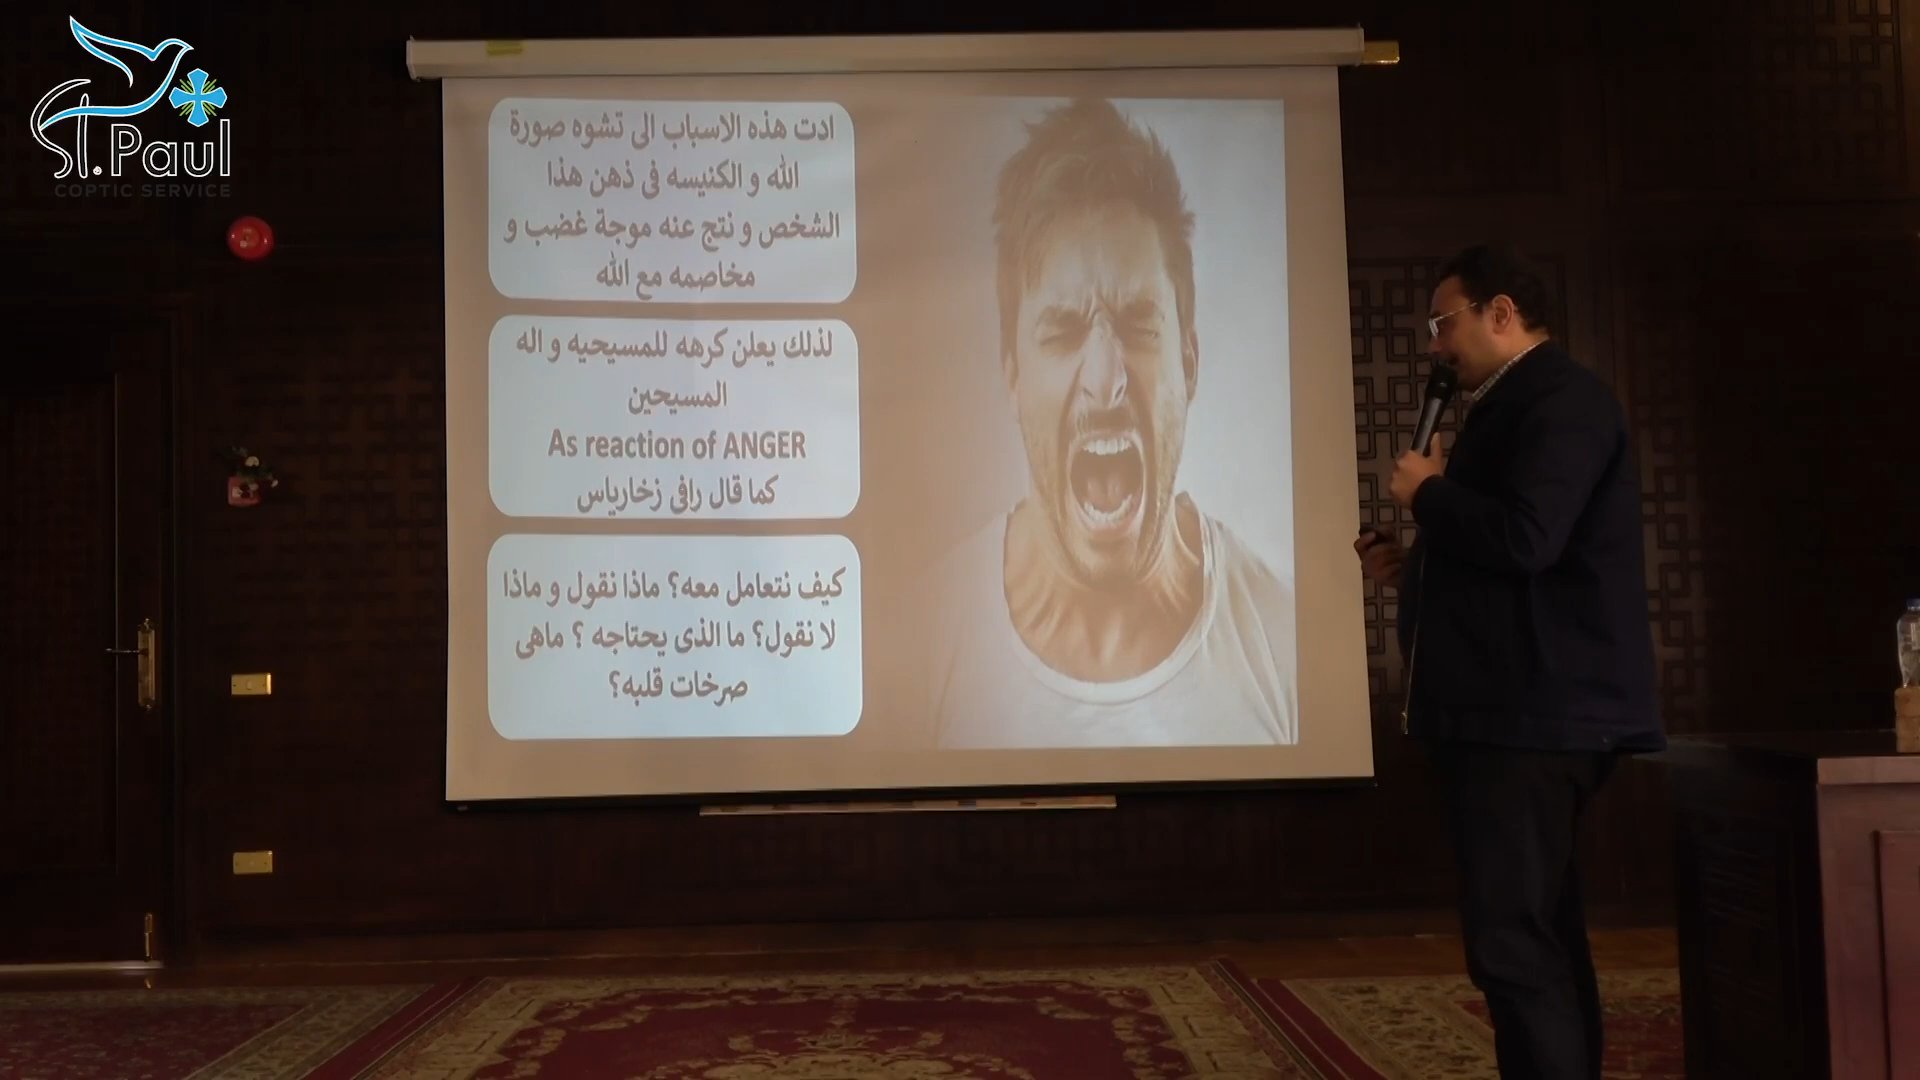 St. Paul
COPTIC SERVICE
ادت هذه الاسباب الى تشوه صورة
الله و الكنيسه فى ذهن هذا
الشخص و نتج عنه موجة غضب و
مخاصمه مع الله
لذلك يعلن كرهه للمسيحيه و اله
المسيحين
As reaction of ANGER
كما قال رافى زخارياس
كيف نتعامل معه؟ ماذا نقول و ماذا
لا نقول؟ ما الذى يحتاجه ؟ ماهى
صرخات قلبه؟